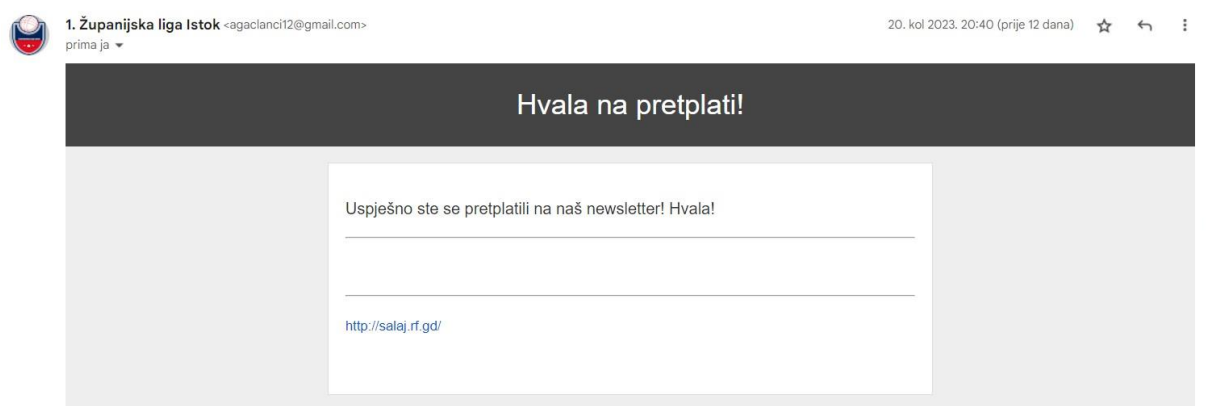 1. Županijska liga Istok <agaclanci12@gmail.com>
20. kol 2023. 20:40 (prije 12 dana)
prima ja
Hvala na pretplati!
Uspješno ste se pretplatili na naš newsletter! Hvala!
http://salaj.rf.gd/